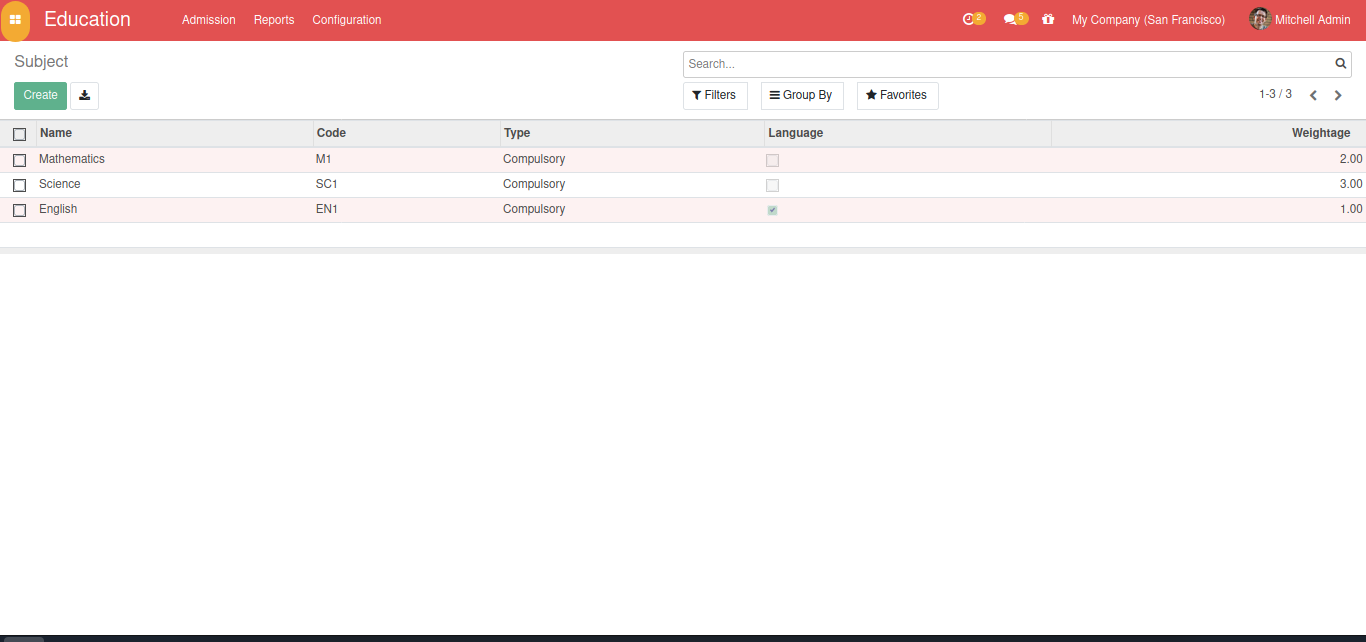 Education Admission Reports Configuration 2 5 My Company (San Francisco) Mitchell Admin
Subject Search...
Create Filters Group By Favorites 1-3 / 3
Name Code Type Language Weightage
Mathematics M1 Compulsory 2.00
Science SC1 Compulsory 3.00
English EN1 Compulsory 1.00